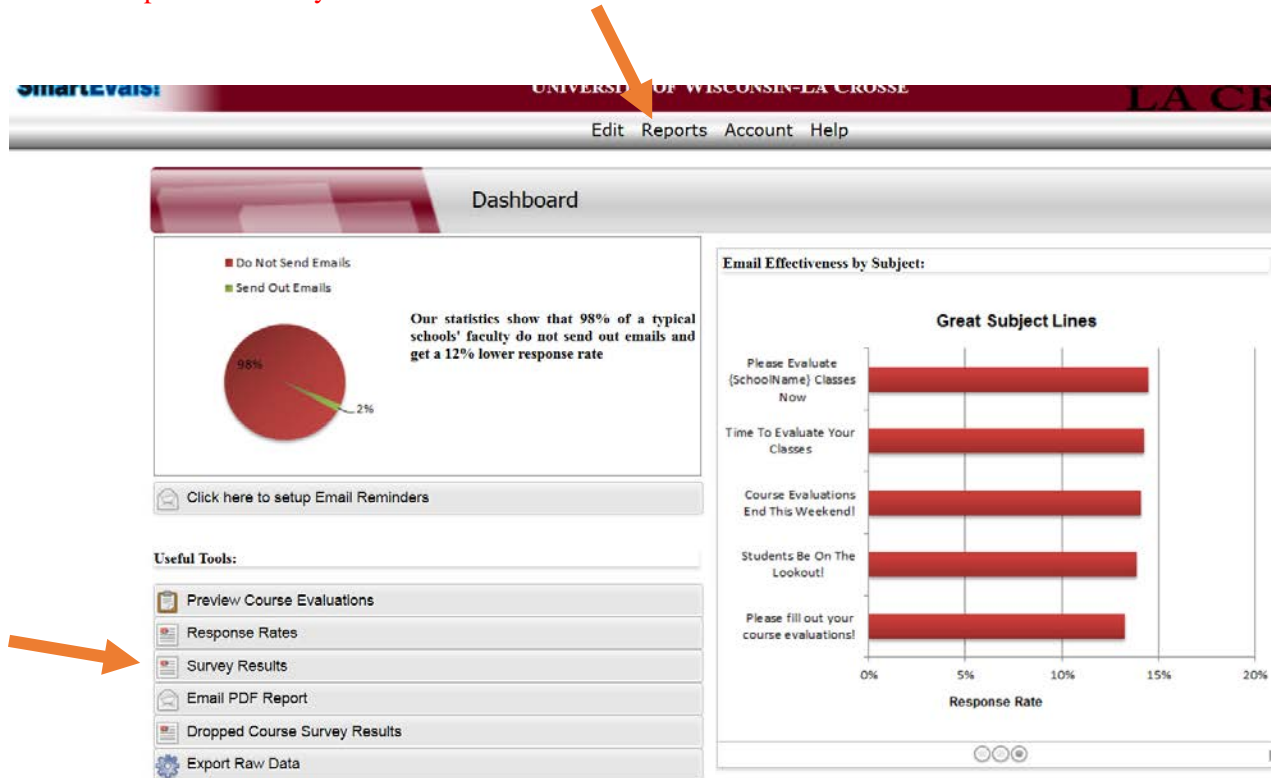 SmartEvals!
UNIVERSITY OF WISCONSIN-LA CROSSE
Edit Reports Account Help
Dashboard
Do Not Send Emails
Send Out Emails
98%
2%
Our statistics show that 98% of a typical
schools' faculty do not send out emails and
get a 12% lower response rate
Click here to setup Email Reminders
Useful Tools:
Preview Course Evaluations
Response Rates
Survey Results
Email PDF Report
Dropped Course Survey Results
Export Raw Data
Email Effectiveness by Subject:
Great Subject Lines
Please Evaluate
{SchoolName} Classes
Now
Time To Evaluate Your
Classes
Course Evaluations
End This Weekend!
Students Be On The
Lookout!
Please fill out your
course evaluations!
0% 5% 10% 15% 20%
Response Rate